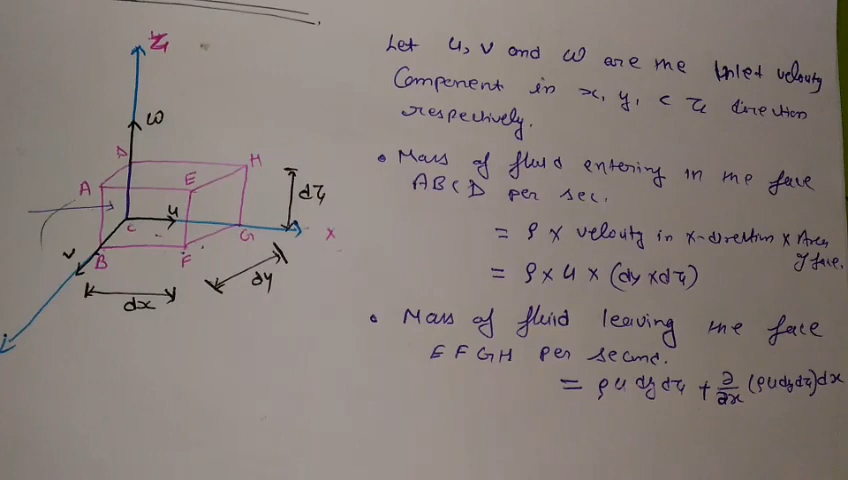 Z
w
D
H
A
E
dz
u
C
G
x
v
B
F
dx
dy
Let u, v and w are the Inlet velocity
Component in x, y, & z direction
respectively.
• Mass of fluid entering in the face
ABCD per sec.
= ρ × velocity in x-direction × Area
of face.
= ρ × u × (dy × dz)
• Mass of fluid leaving the face
EFGH per second.
= ρ u dy dz + ∂/∂x (ρ u dy dz) dx